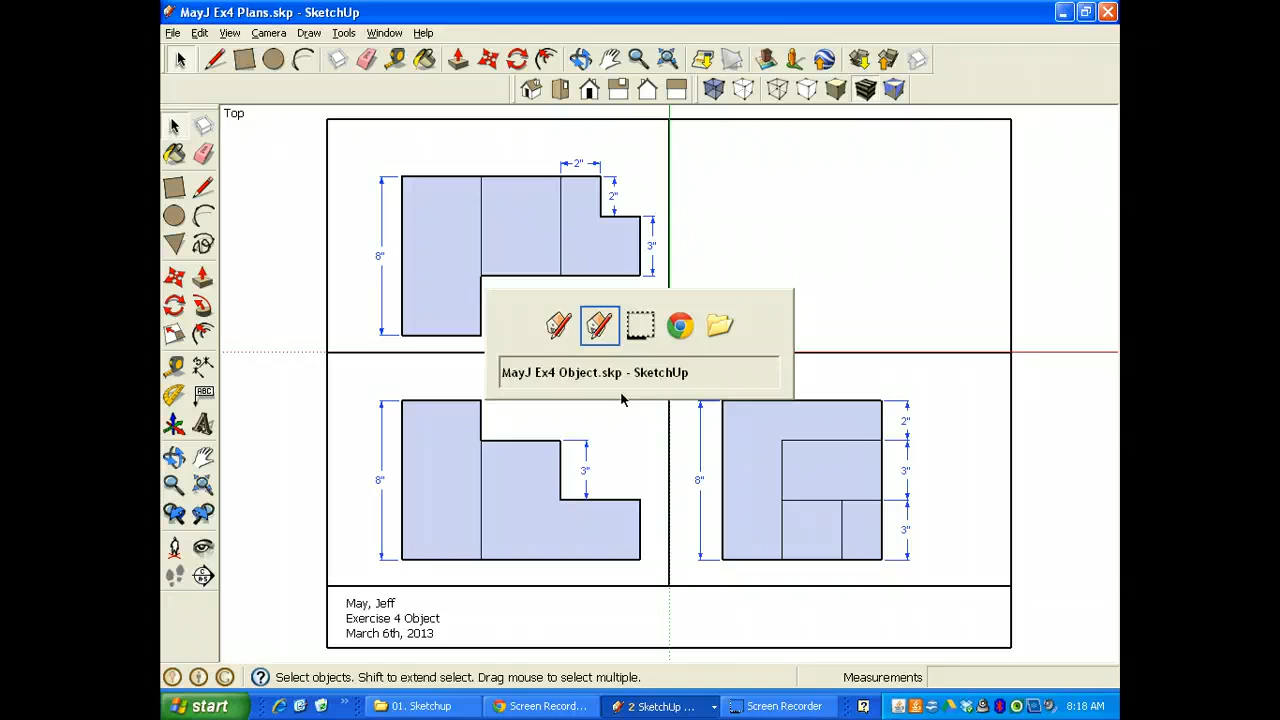 MayJ Ex4 Plans.skp - SketchUp
File Edit View Camera Draw Tools Window Help
Top
2"
2"
8"
3"
MayJ Ex4 Object.skp - SketchUp
ABC
8"
3"
8"
2"
3"
3"
May, Jeff
Exercise 4 Object
March 6th, 2013
Select objects. Shift to extend select. Drag mouse to select multiple.
Measurements
start
01. Sketchup
Screen Record...
2 SketchUp ...
Screen Recorder
8:18 AM